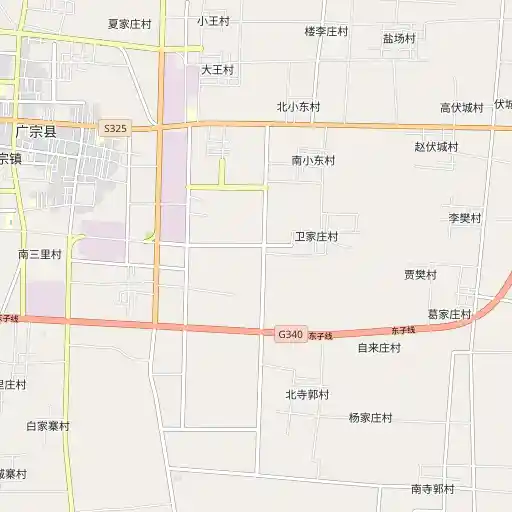 小王村
夏家庄村
楼李庄村
盐场村
大王村
北小东村
高伏城村
伏城
S325
广宗县
赵伏城村
宗镇
南小东村
李樊村
卫家庄村
南三里村
贾樊村
葛家庄村
东子线
G340
东子线
东子线
自来庄村
里庄村
北寺郭村
杨家庄村
白家寨村
城寨村
南寺郭村